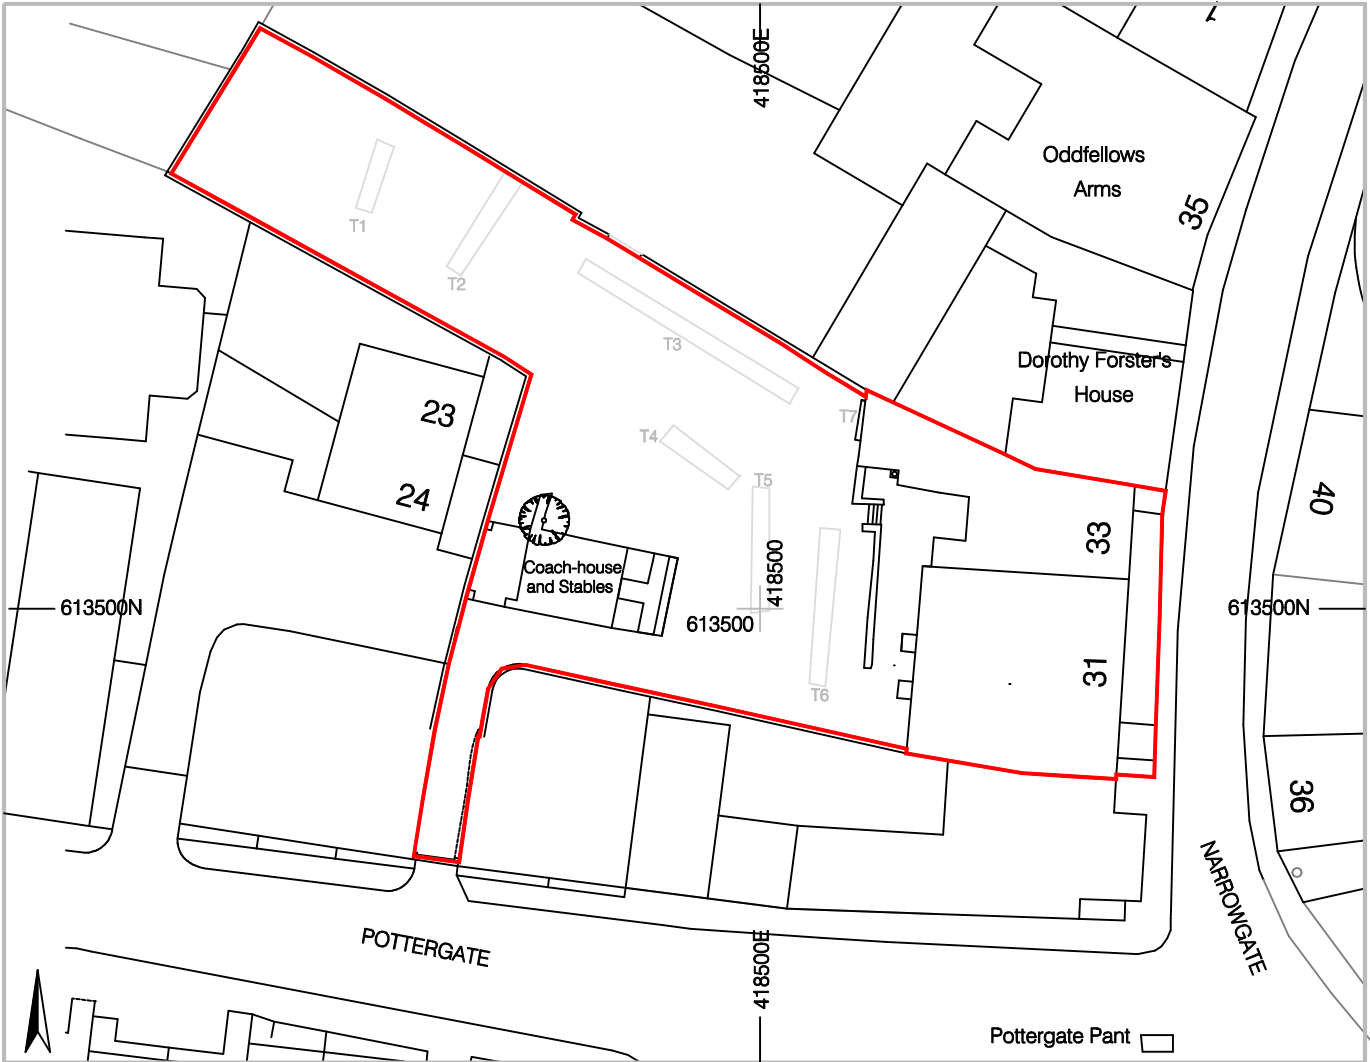 418500E
1
Oddfellows
Arms
35
T1
T2
T3
Dorothy Forster's
House
23
T7
T4
T5
24
40
33
Coach-house
and Stables
418500
613500N
613500N
613500
31
T6
36
NARROWGATE
POTTERGATE
418500E
Pottergate Pant